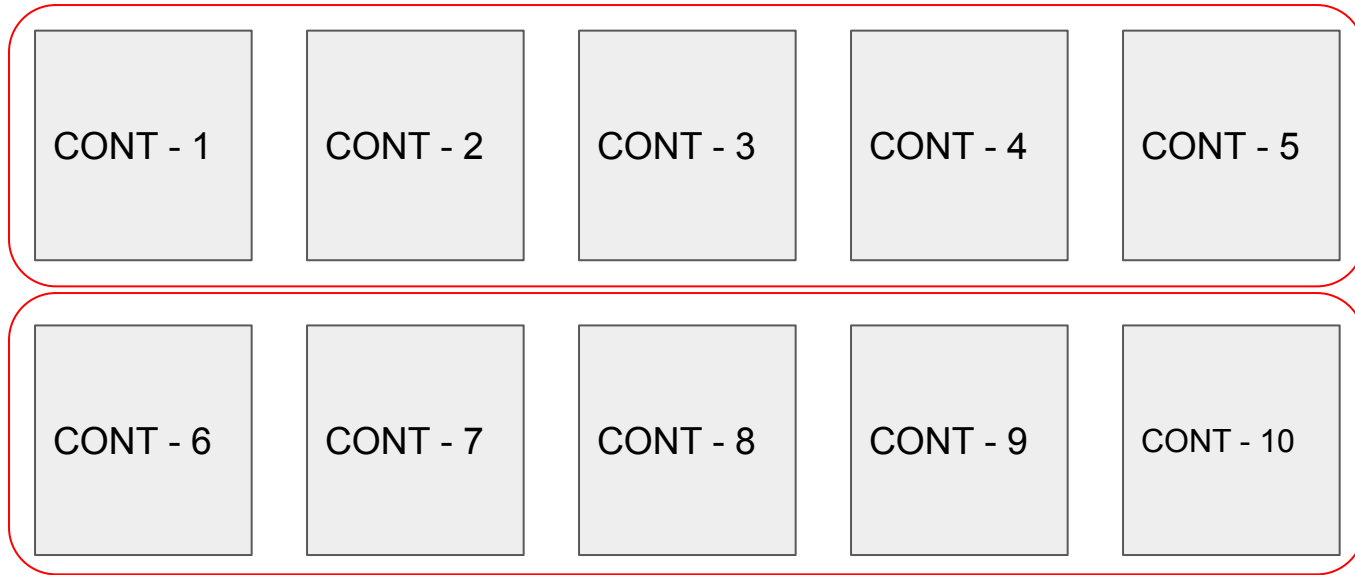 CONT - 1
CONT - 2
CONT - 3
CONT - 4
CONT - 5
CONT - 6
CONT - 7
CONT - 8
CONT - 9
CONT - 10